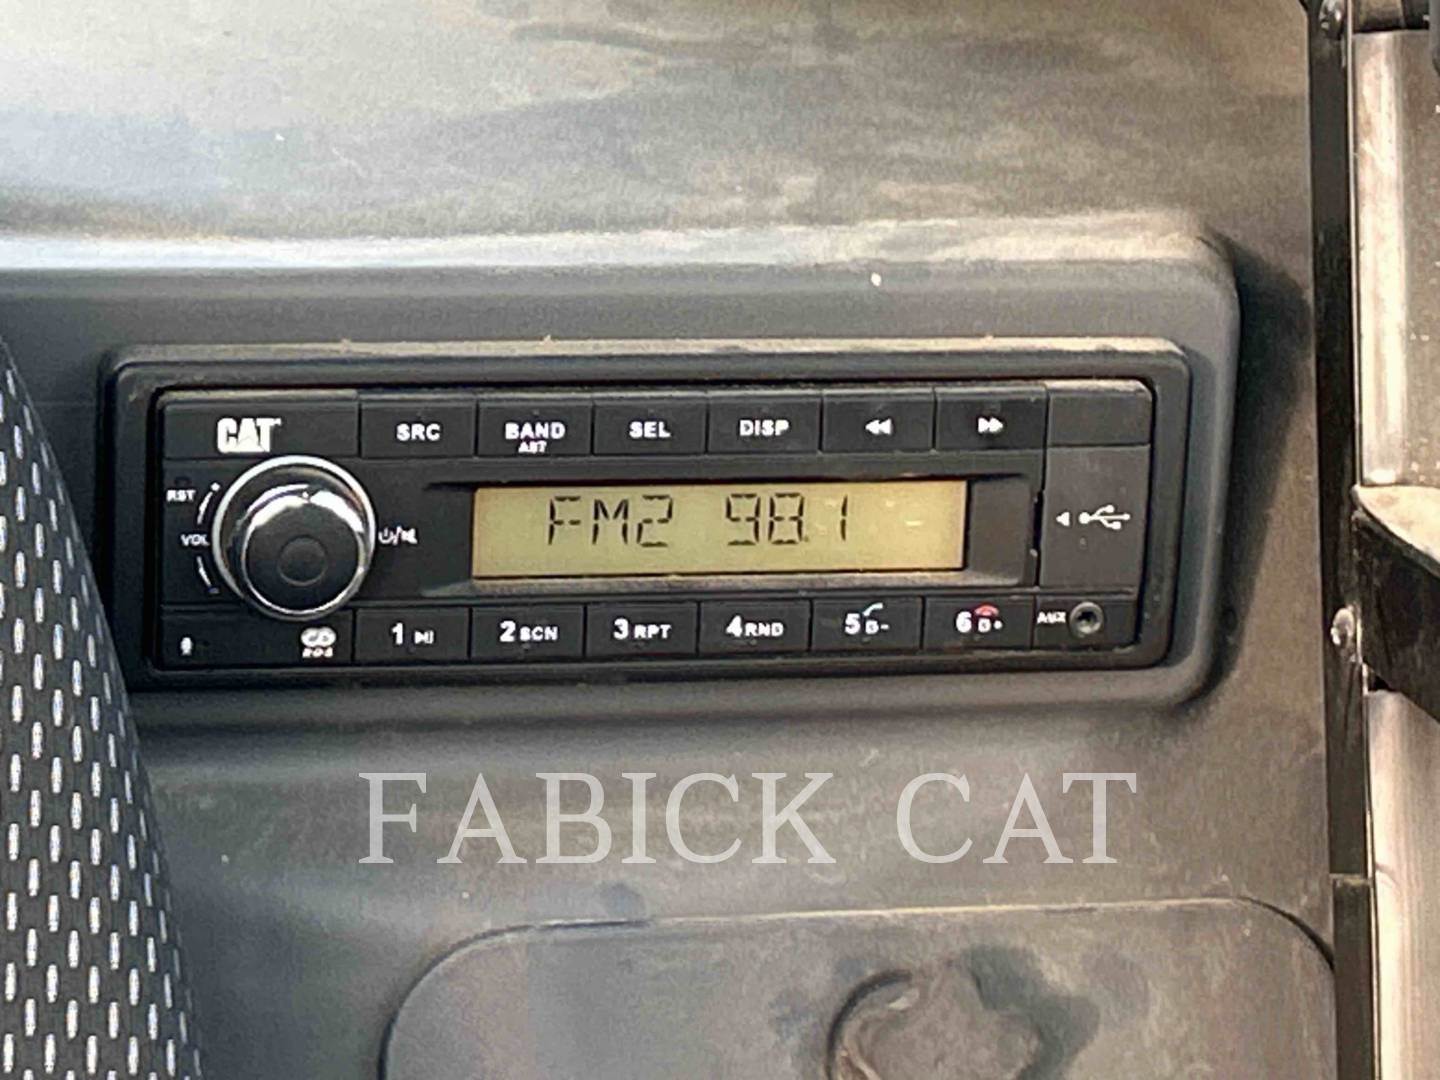 CAT
SRC
BAND
AST
SEL
DISP
RST
VOL
FM2 98.1
1
2 SCN
3 RPT
4 RND
5 B-
6 B+
AUX
FABICK CAT